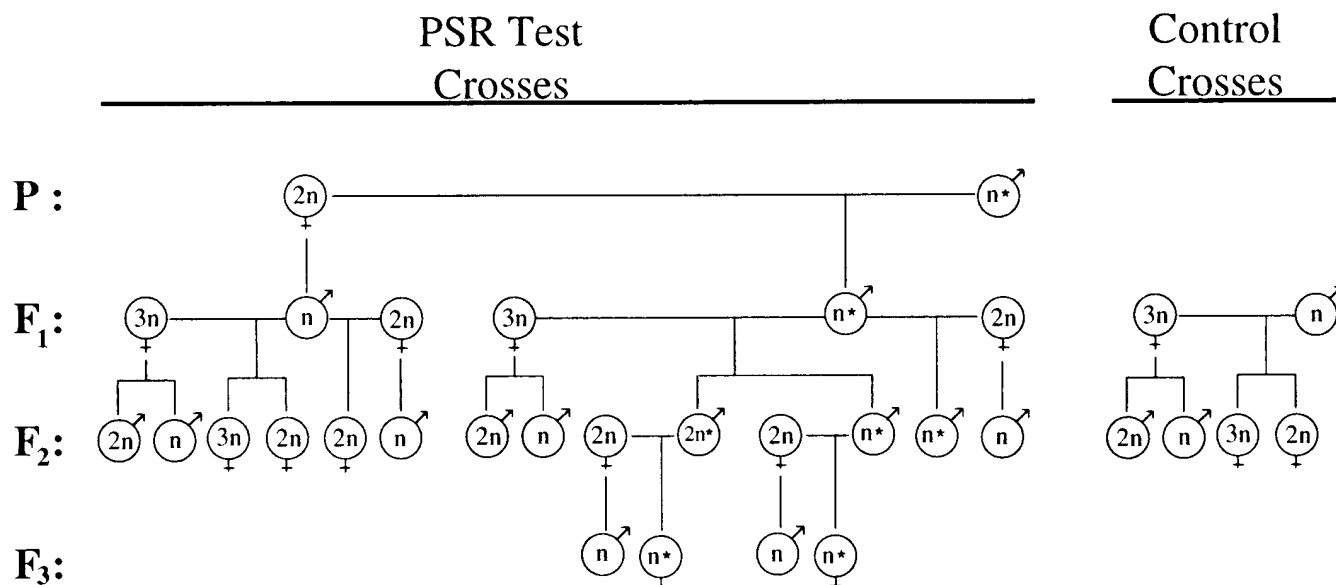 PSR Test Control
Crosses Crosses
P : 2n n*
F1: 3n n 2n 3n n* 2n 3n n
F2: 2n n 3n 2n 2n n 2n n 2n 2n* 2n n* n* n 2n n 3n 2n
F3: n n* n n*